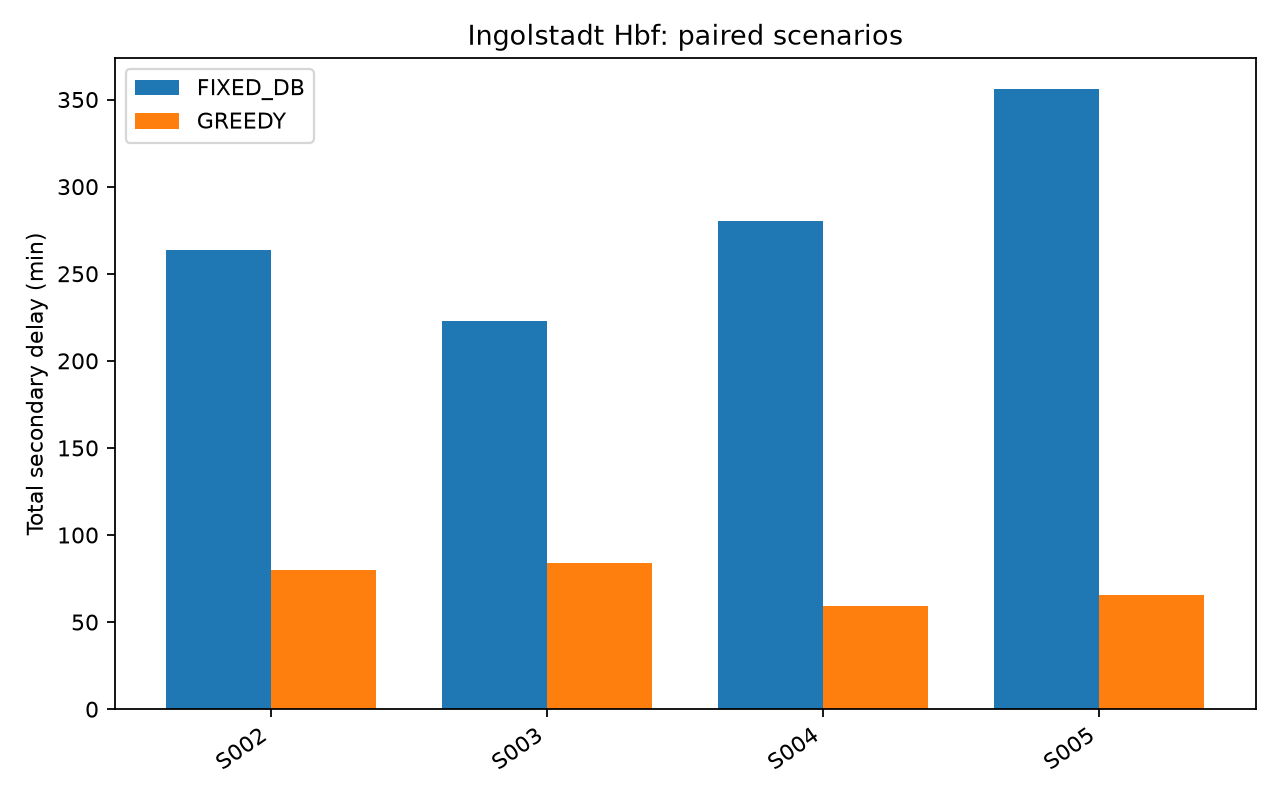 Ingolstadt Hbf: paired scenarios
FIXED_DB
GREEDY
Total secondary delay (min)
350
300
250
200
150
100
50
0
S002
S003
S004
S005